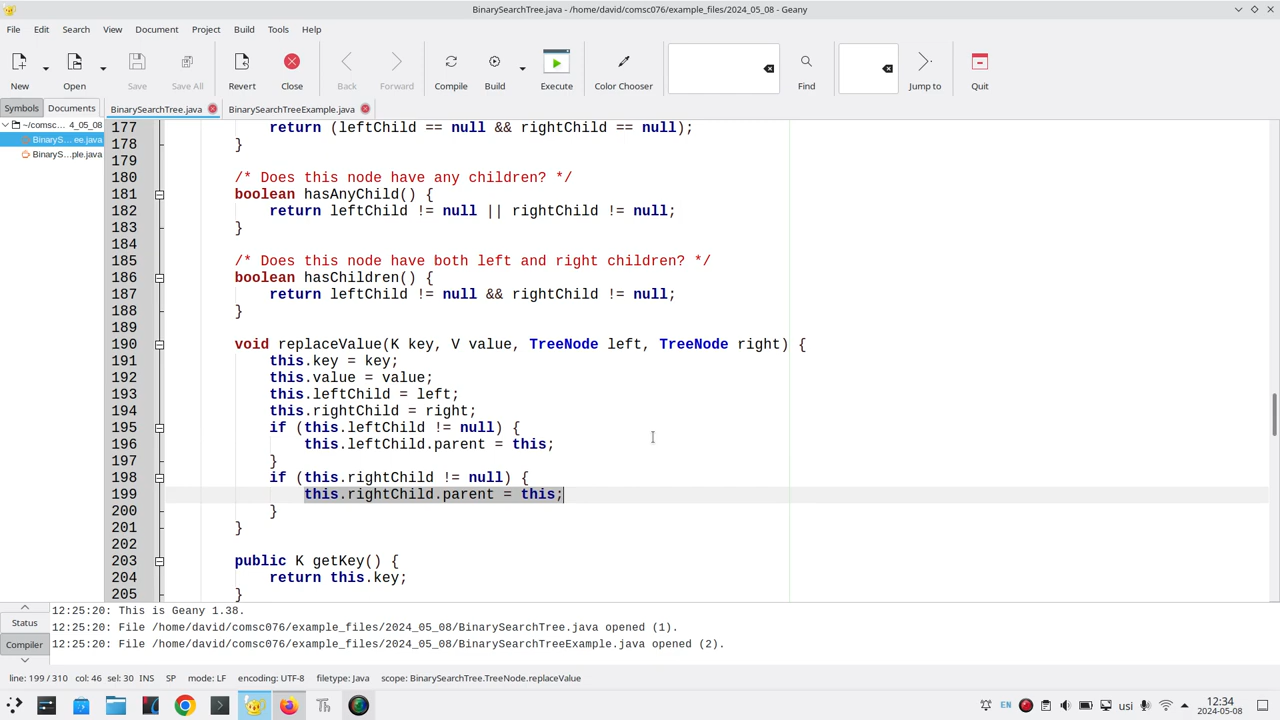 BinarySearchTree.java - /home/david/comsc076/example_files/2024_05_08/ - Geany
File Edit Search View Document Project Build Tools Help
New Open Save Save All Revert Close Back Forward Compile Build Execute Color Chooser Find Jump to Quit
Symbols Documents BinarySearchTree.java BinarySearchTreeExample.java
~/comsc... 4_05_08
BinaryS... ee.java
BinaryS...ple.java
177 return (leftChild == null && rightChild == null);
178 }
179
180 /* Does this node have any children? */
181 boolean hasAnyChild() {
182 return leftChild != null || rightChild != null;
183 }
184
185 /* Does this node have both left and right children? */
186 boolean hasChildren() {
187 return leftChild != null && rightChild != null;
188 }
189
190 void replaceValue(K key, V value, TreeNode left, TreeNode right) {
191 this.key = key;
192 this.value = value;
193 this.leftChild = left;
194 this.rightChild = right;
195 if (this.leftChild != null) {
196 this.leftChild.parent = this;
197 }
198 if (this.rightChild != null) {
199 this.rightChild.parent = this;
200 }
201 }
202
203 public K getKey() {
204 return this.key;
205 }
Status
Compiler
12:25:20: This is Geany 1.38.
12:25:20: File /home/david/comsc076/example_files/2024_05_08/BinarySearchTree.java opened (1).
12:25:20: File /home/david/comsc076/example_files/2024_05_08/BinarySearchTreeExample.java opened (2).
line: 199 / 310 col: 46 sel: 30 INS SP mode: LF encoding: UTF-8 filetype: Java scope: BinarySearchTree.TreeNode.replaceValue
Th EN usi 12:34
2024-05-08